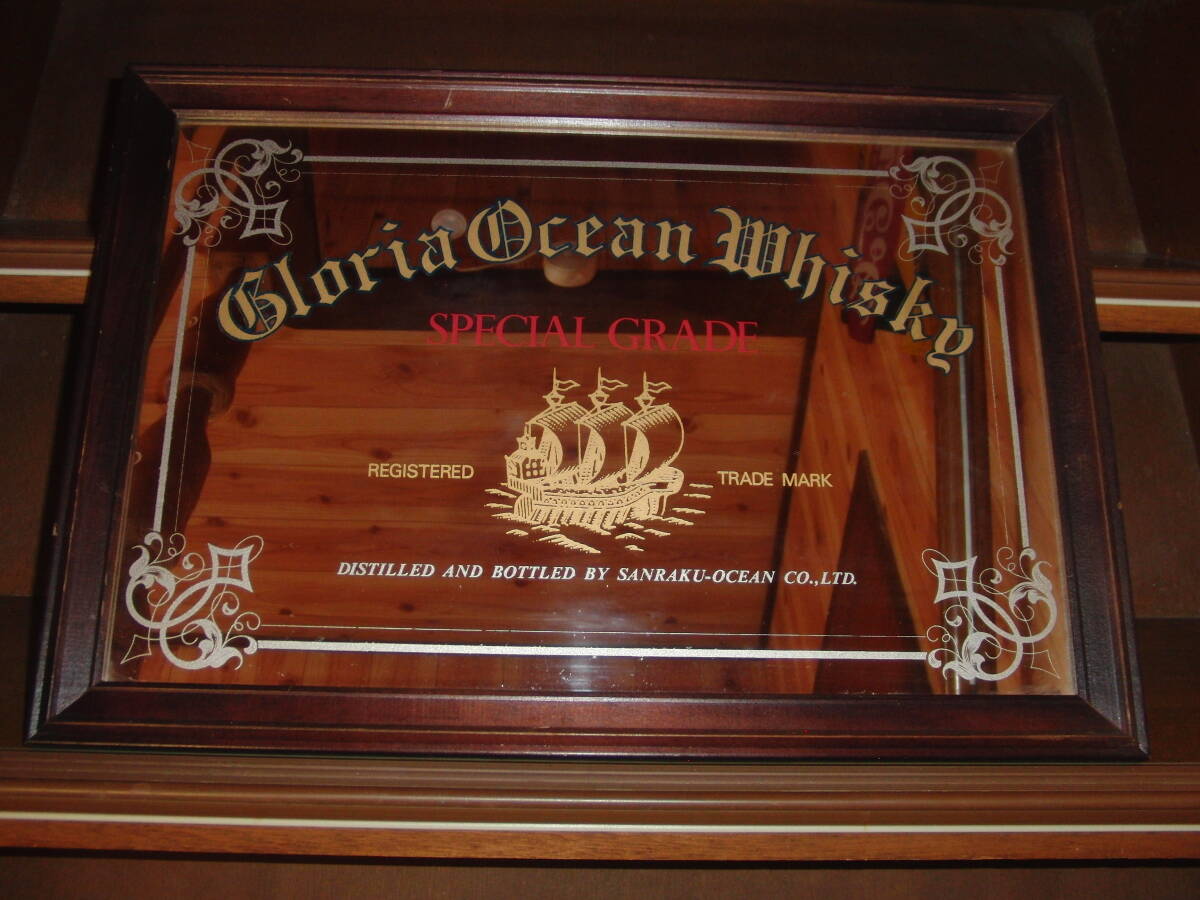 Gloria Ocean Whisky
SPECIAL GRADE
REGISTERED TRADE MARK
DISTILLED AND BOTTLED BY SANRAKU-OCEAN CO.,LTD.